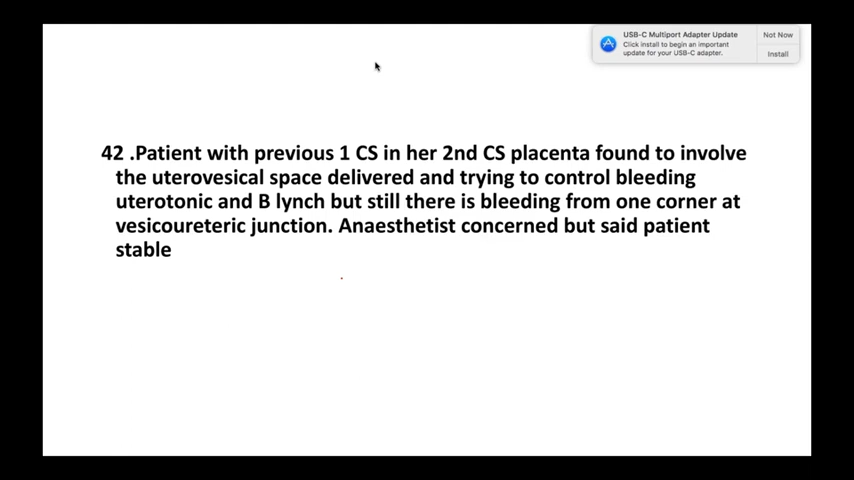 USB-C Multiport Adapter Update
Click install to begin an important
update for your USB-C adapter.
Not Now
Install
42 .Patient with previous 1 CS in her 2nd CS placenta found to involve
the uterovesical space delivered and trying to control bleeding
uterotonic and B lynch but still there is bleeding from one corner at
vesicoureteric junction. Anaesthetist concerned but said patient
stable